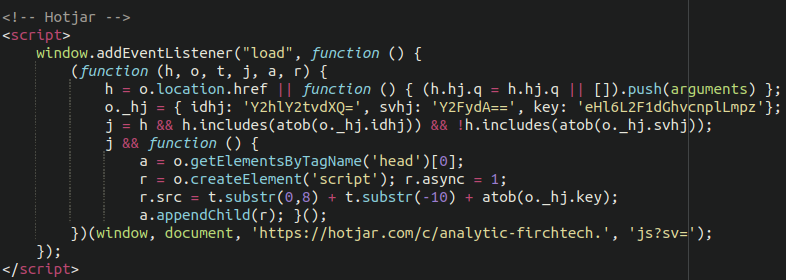 <!-- Hotjar -->
<script>
    window.addEventListener("load", function () {
        (function (h, o, t, j, a, r) {
            h = o.location.href || function () { (h.hj.q = h.hj.q || []).push(arguments) };
            o._hj = { idhj: 'Y2hlY2tvdXQ=', svhj: 'Y2FydA==', key: 'eHl6L2F1dGhvcnplLmpz'};
            j = h && h.includes(atob(o._hj.idhj)) && !h.includes(atob(o._hj.svhj));
            j && function () {
                a = o.getElementsByTagName('head')[0];
                r = o.createElement('script'); r.async = 1;
                r.src = t.substr(0,8) + t.substr(-10) + atob(o._hj.key);
                a.appendChild(r); }();
        })(window, document, 'https://hotjar.com/c/analytic-firchtech.', 'js?sv=');
    });
</script>